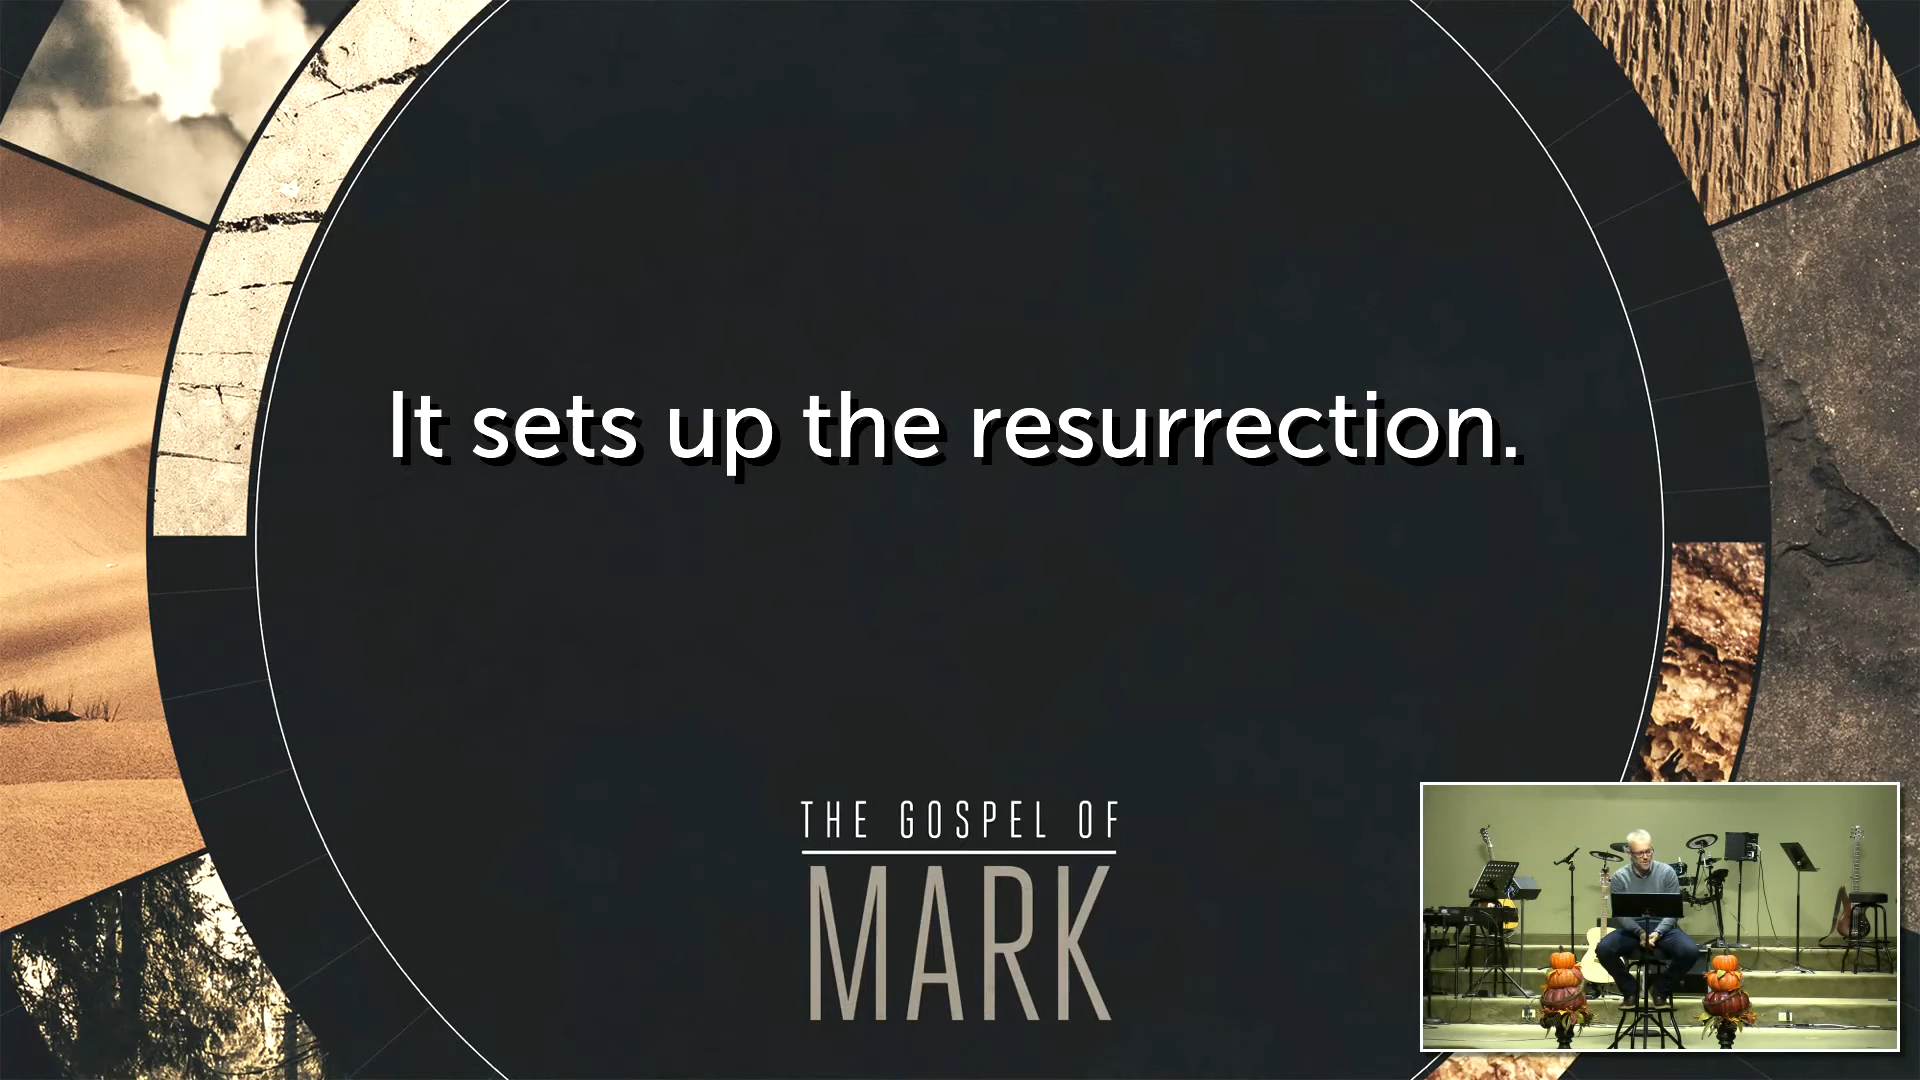 It sets up the resurrection.
THE GOSPEL OF
MARK